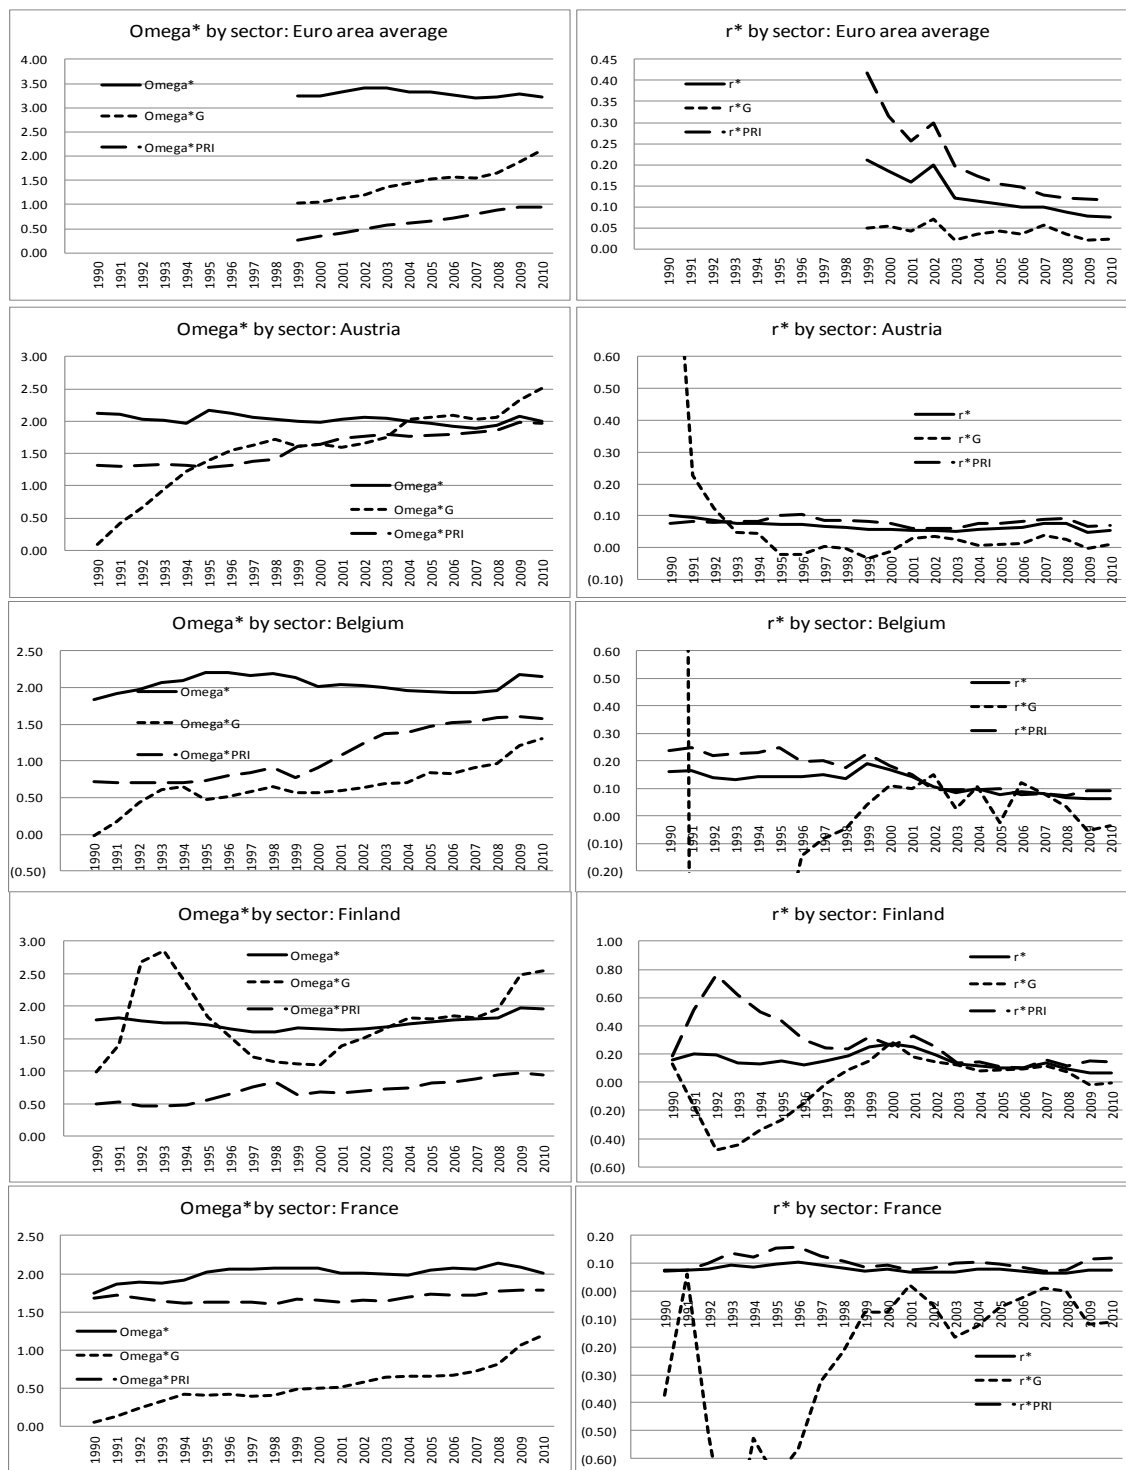 Omega* by sector: Euro area average
4.00
3.50
3.00
2.50
2.00
1.50
1.00
0.50
0.00
Omega*
Omega*G
Omega*PRI
1990 1991 1992 1993 1994 1995 1996 1997 1998 1999 2000 2001 2002 2003 2004 2005 2006 2007 2008 2009 2010
r* by sector: Euro area average
0.45
0.40
0.35
0.30
0.25
0.20
0.15
0.10
0.05
0.00
r*
r*G
r*PRI
1990 1991 1992 1993 1994 1995 1996 1997 1998 1999 2000 2001 2002 2003 2004 2005 2006 2007 2008 2009 2010
Omega* by sector: Austria
3.00
2.50
2.00
1.50
1.00
0.50
0.00
Omega*
Omega*G
Omega*PRI
1990 1991 1992 1993 1994 1995 1996 1997 1998 1999 2000 2001 2002 2003 2004 2005 2006 2007 2008 2009 2010
r* by sector: Austria
0.60
0.50
0.40
0.30
0.20
0.10
0.00
(0.10)
r*
r*G
r*PRI
1990 1991 1992 1993 1994 1995 1996 1997 1998 1999 2000 2001 2002 2003 2004 2005 2006 2007 2008 2009 2010
Omega* by sector: Belgium
2.50
2.00
1.50
1.00
0.50
0.00
(0.50)
Omega*
Omega*G
Omega*PRI
1990 1991 1992 1993 1994 1995 1996 1997 1998 1999 2000 2001 2002 2003 2004 2005 2006 2007 2008 2009 2010
r* by sector: Belgium
0.60
0.50
0.40
0.30
0.20
0.10
0.00
(0.10)
(0.20)
r*
r*G
r*PRI
1990 1991 1992 1993 1994 1995 1996 1997 1998 1999 2000 2001 2002 2003 2004 2005 2006 2007 2008 2009 2010
Omega* by sector: Finland
3.00
2.50
2.00
1.50
1.00
0.50
0.00
Omega*
Omega*G
Omega*PRI
1990 1991 1992 1993 1994 1995 1996 1997 1998 1999 2000 2001 2002 2003 2004 2005 2006 2007 2008 2009 2010
r* by sector: Finland
1.00
0.80
0.60
0.40
0.20
0.00
(0.20)
(0.40)
(0.60)
r*
r*G
r*PRI
1990 1991 1992 1993 1994 1995 1996 1997 1998 1999 2000 2001 2002 2003 2004 2005 2006 2007 2008 2009 2010
Omega* by sector: France
2.50
2.00
1.50
1.00
0.50
0.00
Omega*
Omega*G
Omega*PRI
1990 1991 1992 1993 1994 1995 1996 1997 1998 1999 2000 2001 2002 2003 2004 2005 2006 2007 2008 2009 2010
r* by sector: France
0.20
0.10
0.00
(0.10)
(0.20)
(0.30)
(0.40)
(0.50)
(0.60)
r*
r*G
r*PRI
1990 1991 1992 1993 1994 1995 1996 1997 1998 1999 2000 2001 2002 2003 2004 2005 2006 2007 2008 2009 2010